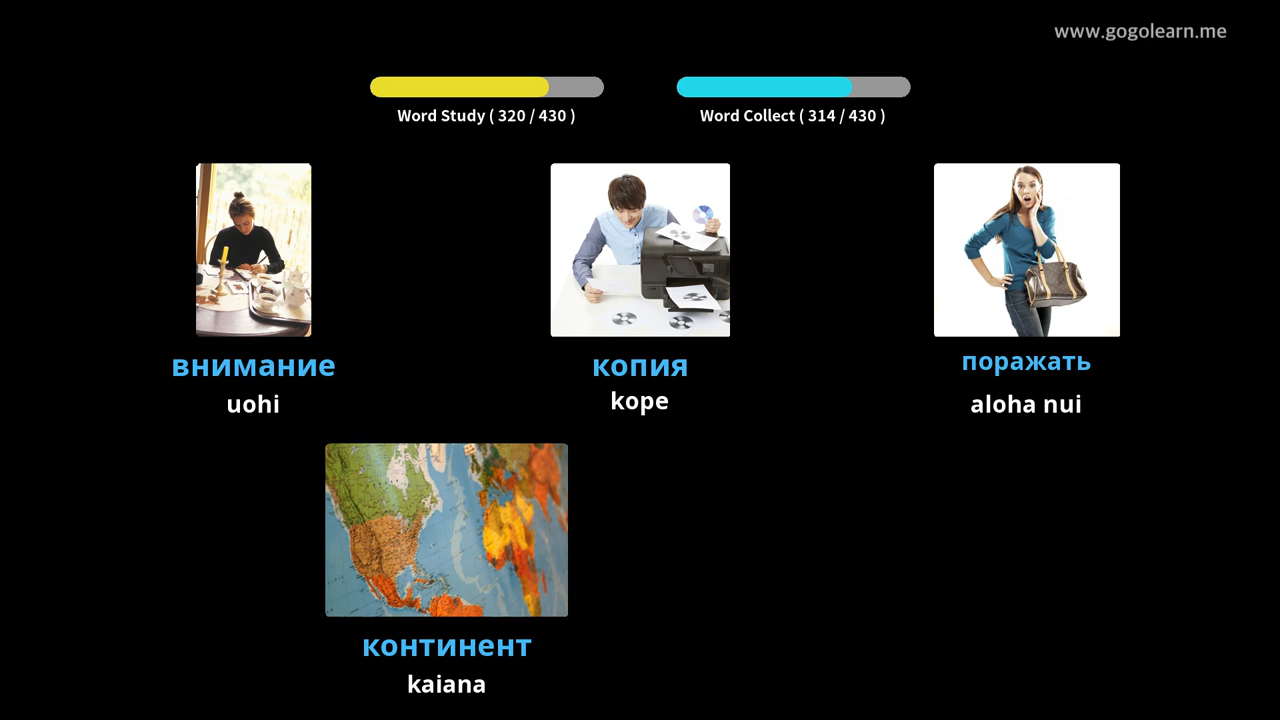 www.gogolearn.me
Word Study ( 320 / 430 )
Word Collect ( 314 / 430 )
внимание
uohi
копия
kope
поражать
aloha nui
континент
kaiana